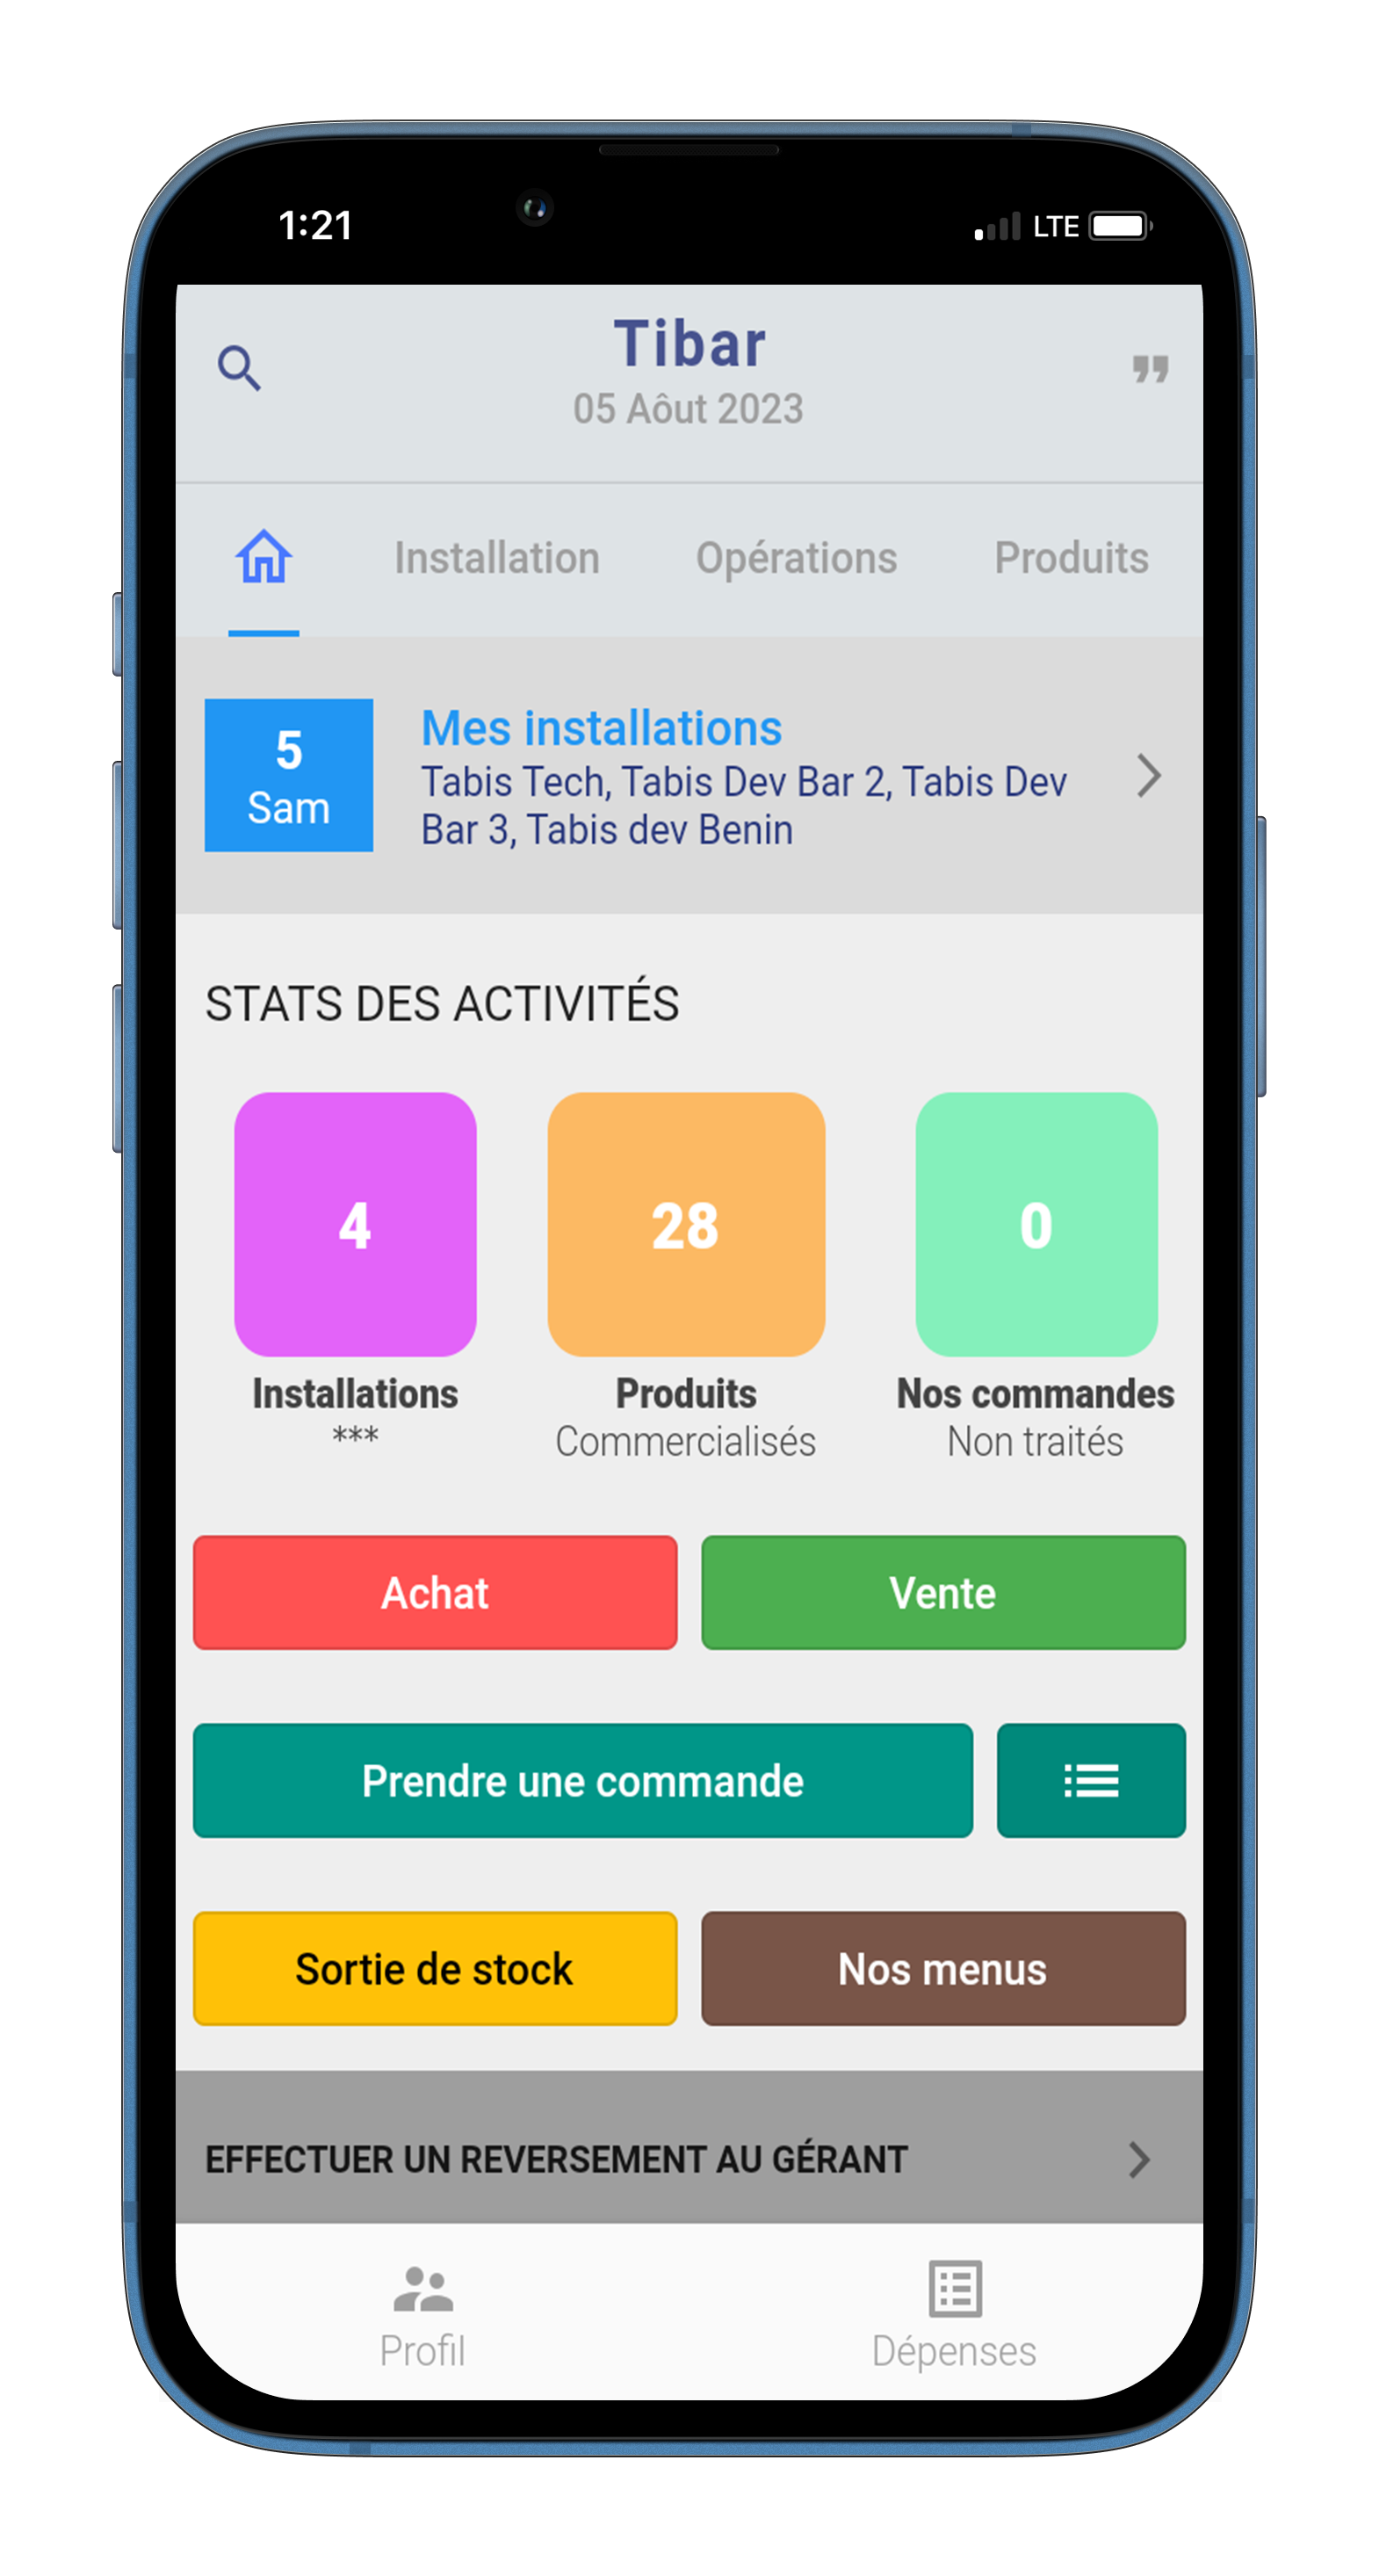 1:21
LTE
Tibar
05 Aôut 2023
Installation
Opérations
Produits
5
Sam
Mes installations
Tabis Tech, Tabis Dev Bar 2, Tabis Dev
Bar 3, Tabis dev Benin
STATS DES ACTIVITÉS
4
28
0
Installations
Produits
Nos commandes
***
Commercialisés
Non traités
Achat
Vente
Prendre une commande
Sortie de stock
Nos menus
EFFECTUER UN REVERSEMENT AU GÉRANT
Profil
Dépenses